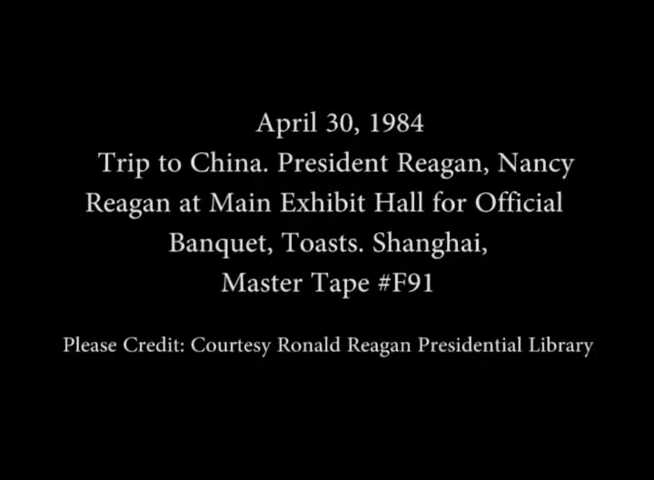 April 30, 1984
Trip to China. President Reagan, Nancy
Reagan at Main Exhibit Hall for Official
Banquet, Toasts. Shanghai,
Master Tape #F91
Please Credit: Courtesy Ronald Reagan Presidential Library